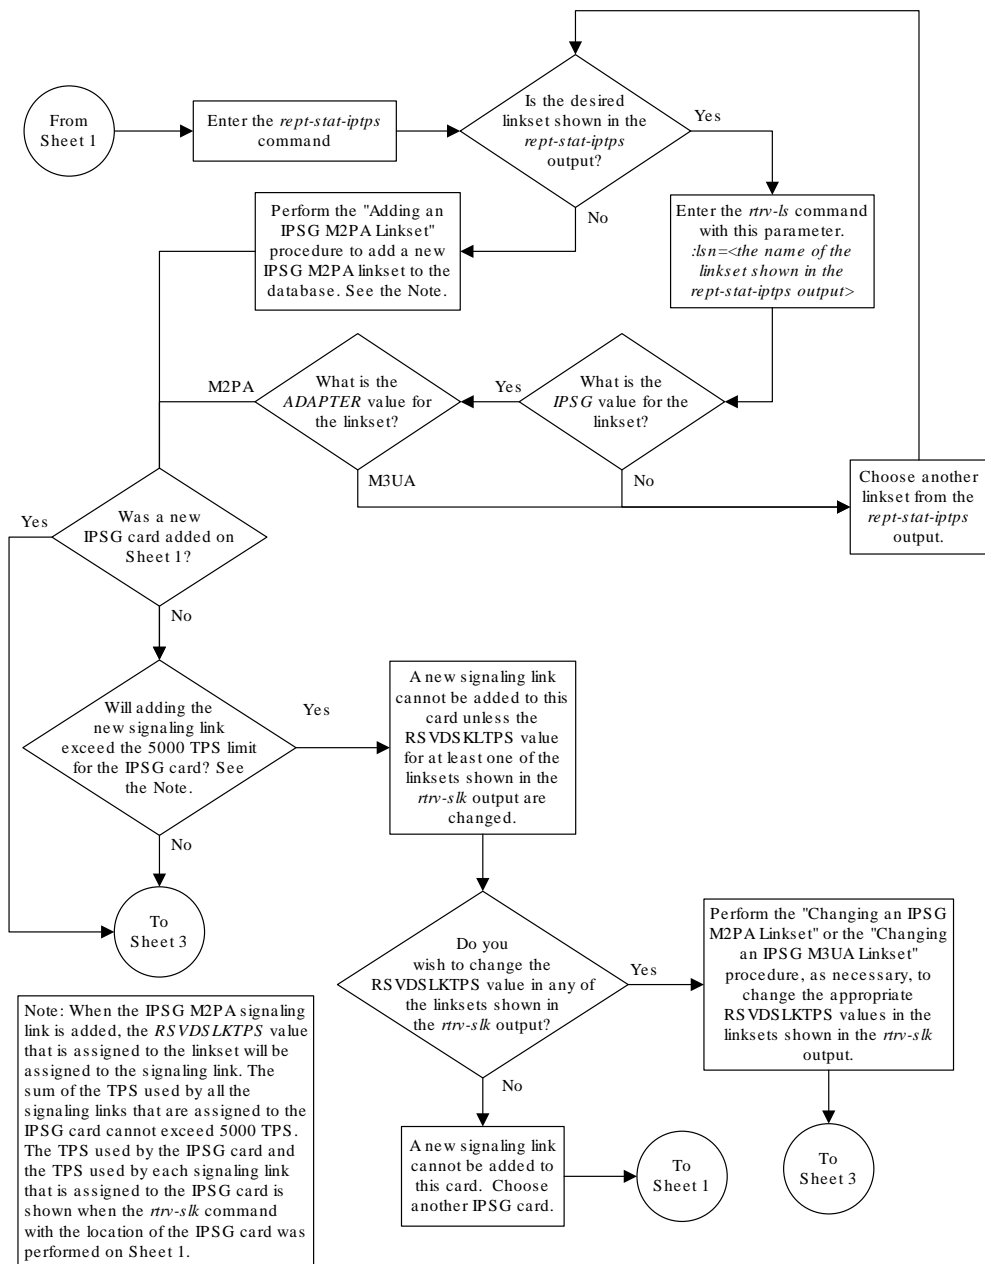 From
Sheet 1
Enter the rept-stat-iptps
command
Is the desired
linkset shown in the
rept-stat-iptps
output?
Yes
No
Perform the "Adding an
IPSG M2PA Linkset"
procedure to add a new
IPSG M2PA linkset to the
database. See the Note.
Enter the rtrv-ls command
with this parameter.
:lsn=<the name of the
linkset shown in the
rept-stat-iptps output>
What is the
IPSG value for the
linkset?
Yes
No
What is the
ADAPTER value for
the linkset?
M2PA
M3UA
Choose another
linkset from the
rept-stat-iptps
output.
Was a new
IPSG card added on
Sheet 1?
Yes
No
Will adding the
new signaling link
exceed the 5000 TPS limit
for the IPSG card? See
the Note.
Yes
No
A new signaling link
cannot be added to this
card unless the
RSVDSKLTPS value
for at least one of the
linksets shown in the
rtrv-slk output are
changed.
To
Sheet 3
Do you
wish to change the
RSVDSLKTPS value in any of
the linksets shown in
the rtrv-slk output?
Yes
No
Perform the "Changing an IPSG
M2PA Linkset" or the "Changing
an IPSG M3UA Linkset"
procedure, as necessary, to
change the appropriate
RSVDSLKTPS values in the
linksets shown in the rtrv-slk
output.
A new signaling link
cannot be added to
this card. Choose
another IPSG card.
To
Sheet 1
To
Sheet 3
Note: When the IPSG M2PA signaling
link is added, the RSVDSLKTPS value
that is assigned to the linkset will be
assigned to the signaling link. The
sum of the TPS used by all the
signaling links that are assigned to the
IPSG card cannot exceed 5000 TPS.
The TPS used by the IPSG card and
the TPS used by each signaling link
that is assigned to the IPSG card is
shown when the rtrv-slk command
with the location of the IPSG card was
performed on Sheet 1.